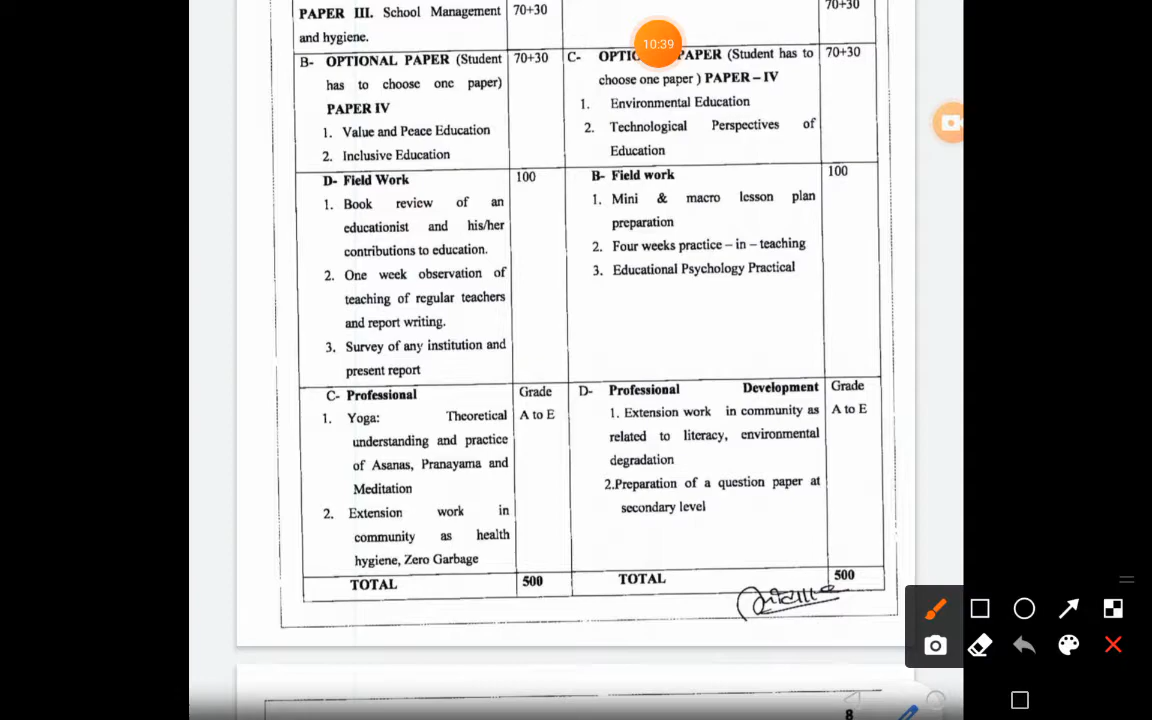 PAPER III. School Management
and hygiene.
70+30
70+30
B- OPTIONAL PAPER (Student
has to choose one paper)
PAPER IV
1. Value and Peace Education
2. Inclusive Education
70+30
C- PAPER (Student has to
choose one paper ) PAPER – IV
1. Environmental Education
2. Technological Perspectives of
Education
70+30
D- Field Work
1. Book review of an
educationist and his/her
contributions to education.
2. One week observation of
teaching of regular teachers
and report writing.
3. Survey of any institution and
present report
100
B- Field work
1. Mini & macro lesson plan
preparation
2. Four weeks practice – in – teaching
3. Educational Psychology Practical
100
C- Professional
1. Yoga: Theoretical
understanding and practice
of Asanas, Pranayama and
Meditation
2. Extension work in
community as health
hygiene, Zero Garbage
Grade
A to E
D- Professional Development
1. Extension work in community as
related to literacy, environmental
degradation
2.Preparation of a question paper at
secondary level
Grade
A to E
TOTAL
500
TOTAL
500
8
10:39